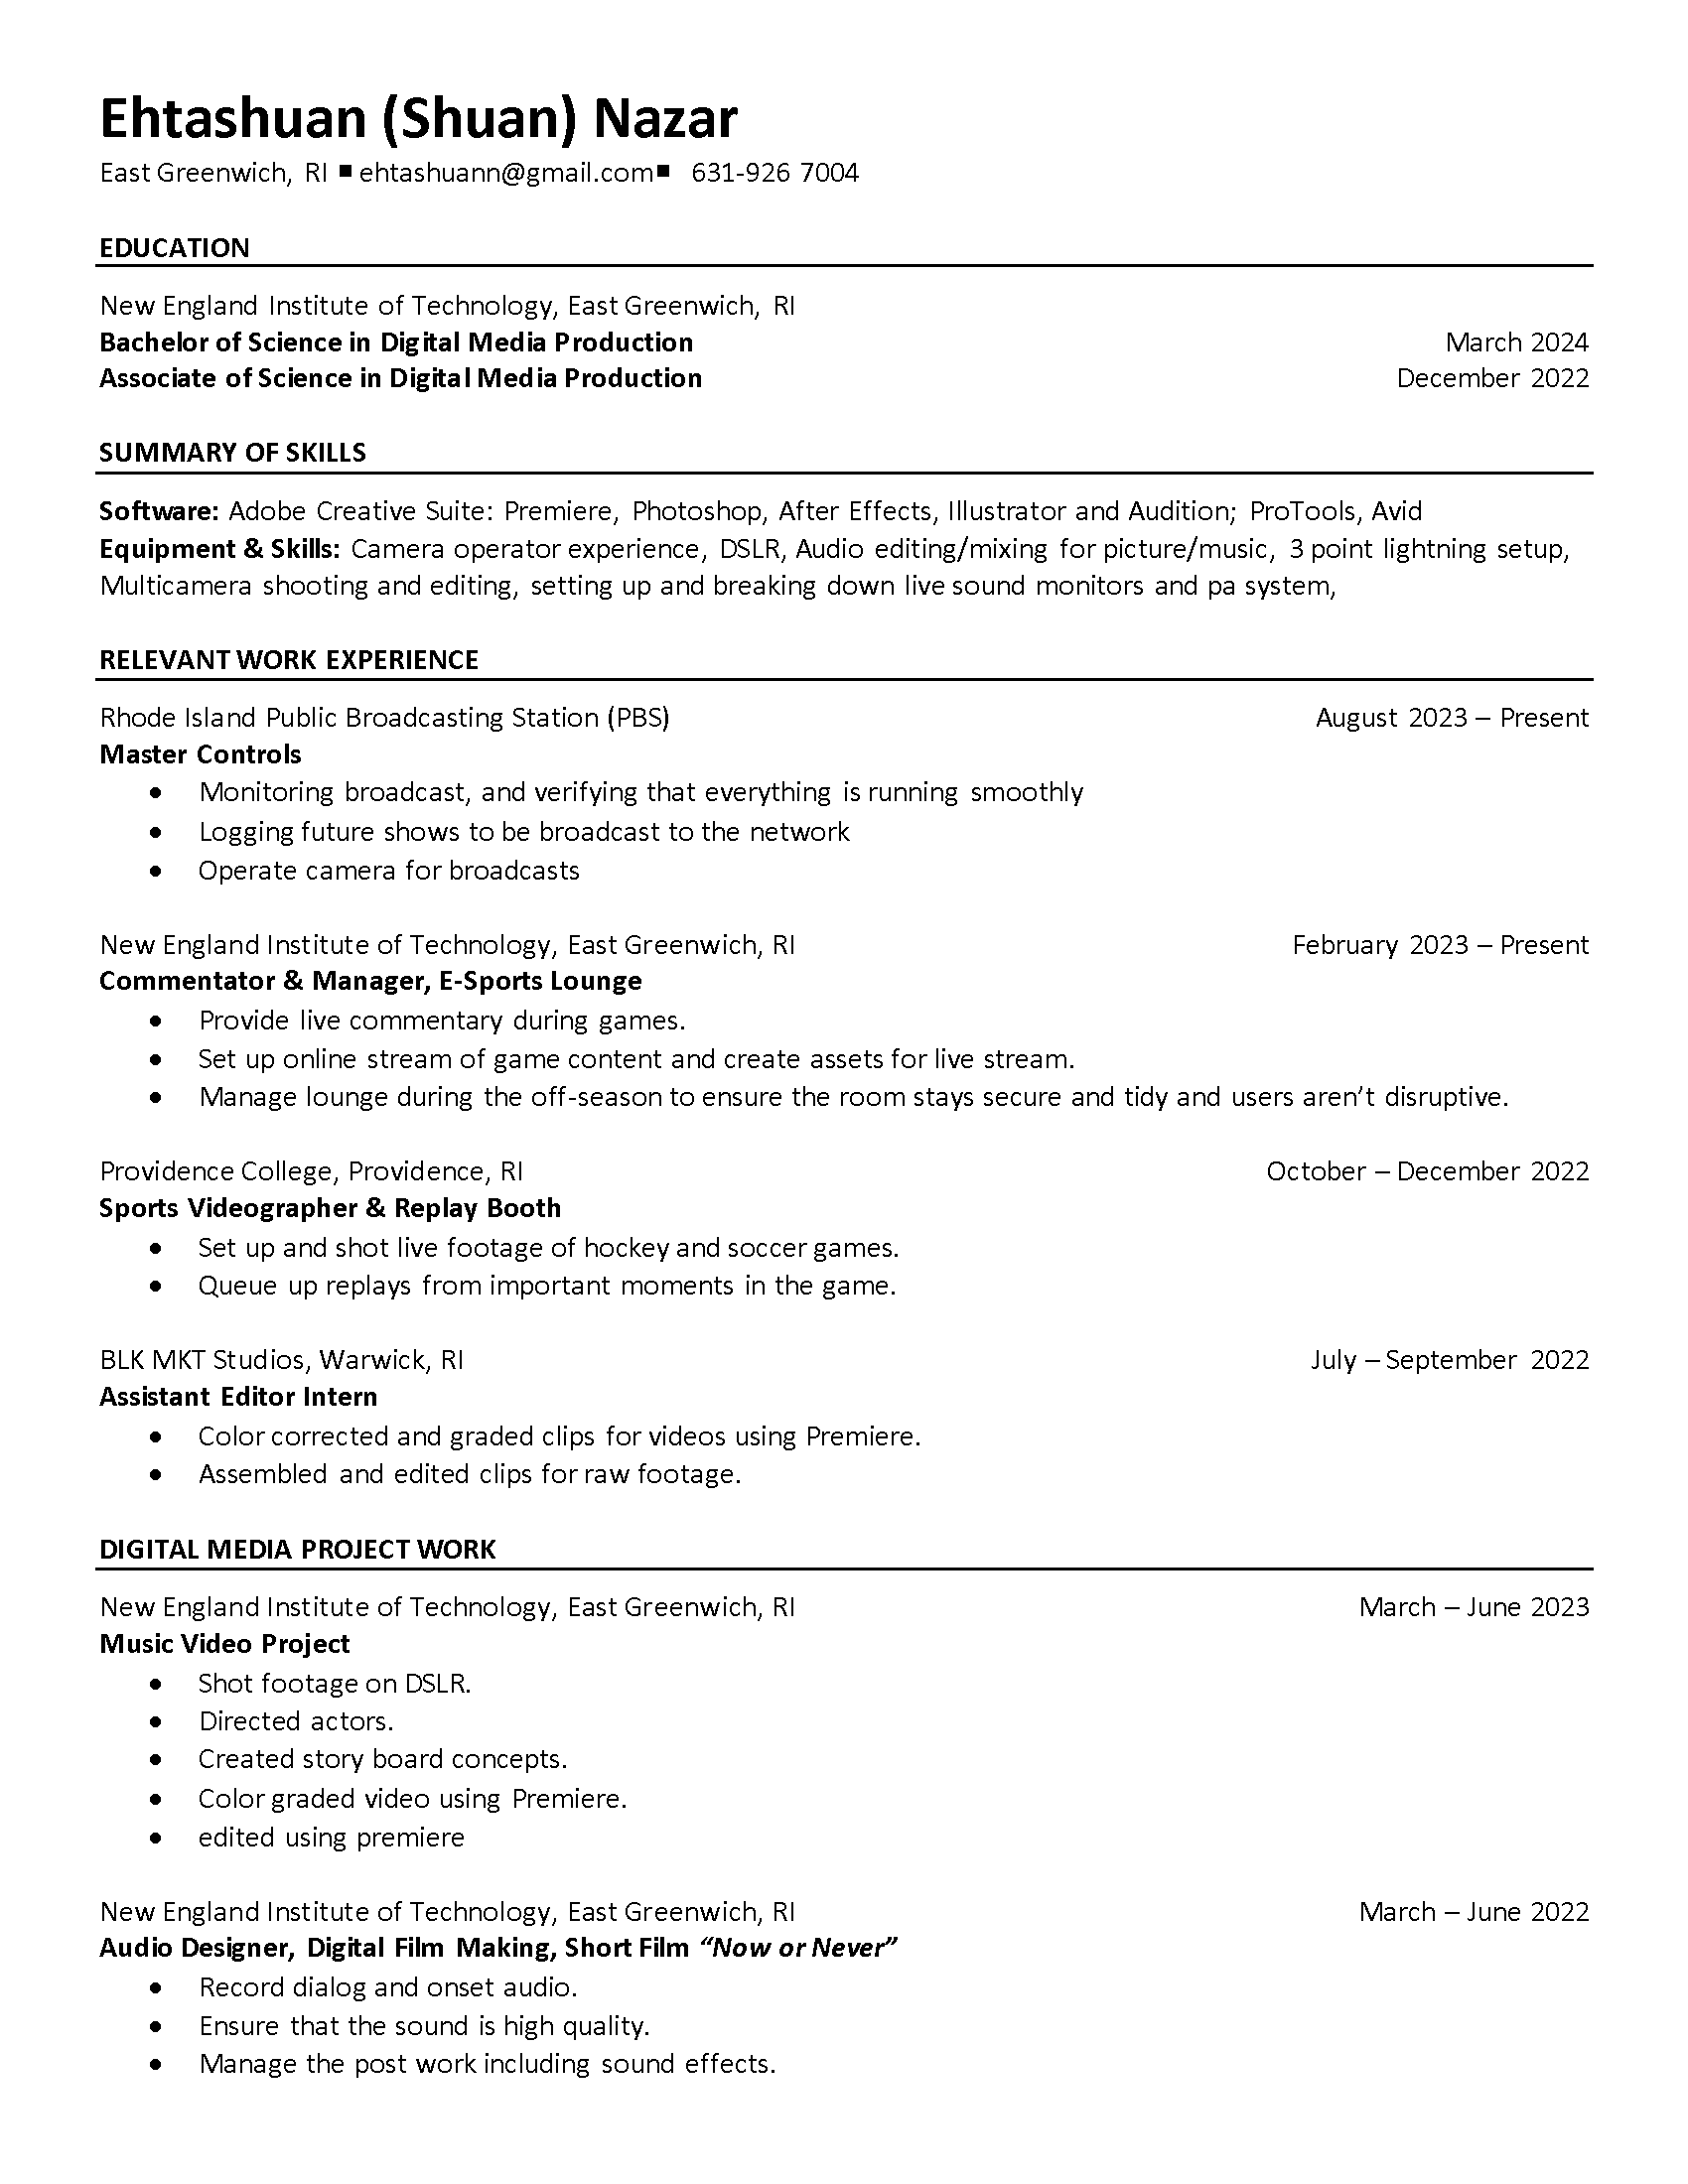 Ehtashuan (Shuan) Nazar
East Greenwich, RI ▪ ehtashuann@gmail.com▪ 631-926 7004
EDUCATION
New England Institute of Technology, East Greenwich, RI
Bachelor of Science in Digital Media Production March 2024
Associate of Science in Digital Media Production December 2022
SUMMARY OF SKILLS
Software: Adobe Creative Suite: Premiere, Photoshop, After Effects, Illustrator and Audition; ProTools, Avid
Equipment & Skills: Camera operator experience, DSLR, Audio editing/mixing for picture/music, 3 point lightning setup,
Multicamera shooting and editing, setting up and breaking down live sound monitors and pa system,
RELEVANT WORK EXPERIENCE
Rhode Island Public Broadcasting Station (PBS) August 2023 – Present
Master Controls
• Monitoring broadcast, and verifying that everything is running smoothly
• Logging future shows to be broadcast to the network
• Operate camera for broadcasts
New England Institute of Technology, East Greenwich, RI February 2023 – Present
Commentator & Manager, E-Sports Lounge
• Provide live commentary during games.
• Set up online stream of game content and create assets for live stream.
• Manage lounge during the off-season to ensure the room stays secure and tidy and users aren’t disruptive.
Providence College, Providence, RI October – December 2022
Sports Videographer & Replay Booth
• Set up and shot live footage of hockey and soccer games.
• Queue up replays from important moments in the game.
BLK MKT Studios, Warwick, RI July – September 2022
Assistant Editor Intern
• Color corrected and graded clips for videos using Premiere.
• Assembled and edited clips for raw footage.
DIGITAL MEDIA PROJECT WORK
New England Institute of Technology, East Greenwich, RI March – June 2023
Music Video Project
• Shot footage on DSLR.
• Directed actors.
• Created story board concepts.
• Color graded video using Premiere.
• edited using premiere
New England Institute of Technology, East Greenwich, RI March – June 2022
Audio Designer, Digital Film Making, Short Film “Now or Never”
• Record dialog and onset audio.
• Ensure that the sound is high quality.
• Manage the post work including sound effects.